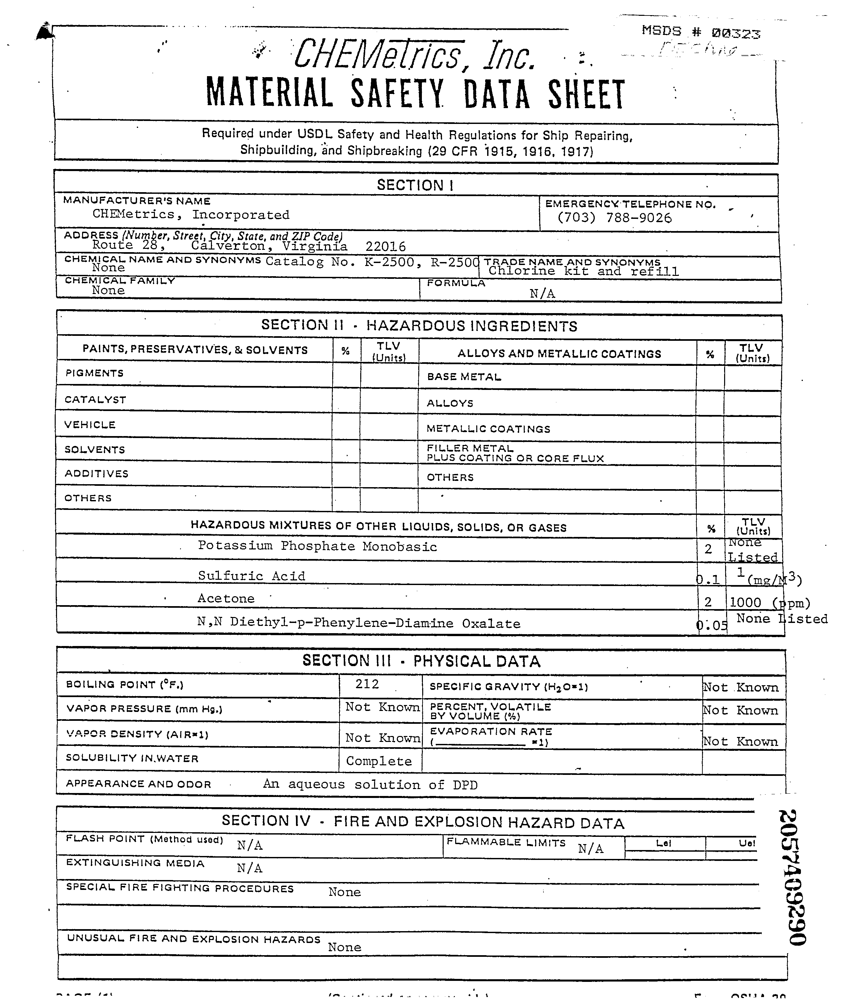 MSDS # 00323
CHEMetrics, Inc.
MATERIAL SAFETY DATA SHEET
Required under USDL Safety and Health Regulations for Ship Repairing,
Shipbuilding, and Shipbreaking (29 CFR 1915, 1916, 1917)
SECTION I
MANUFACTURER'S NAME
CHEMetrics, Incorporated
EMERGENCY TELEPHONE NO.
(703) 788-9026
ADDRESS (Number, Street, City, State, and ZIP Code)
Route 28, Calverton, Virginia 22016
CHEMICAL NAME AND SYNONYMS Catalog No. K-2500, R-2500
None
TRADE NAME AND SYNONYMS
Chlorine kit and refill
CHEMICAL FAMILY
None
FORMULA
N/A
SECTION II - HAZARDOUS INGREDIENTS
PAINTS, PRESERVATIVES, & SOLVENTS % TLV (Units) ALLOYS AND METALLIC COATINGS % TLV (Units)
PIGMENTS BASE METAL
CATALYST ALLOYS
VEHICLE METALLIC COATINGS
SOLVENTS FILLER METAL
PLUS COATING OR CORE FLUX
ADDITIVES OTHERS
OTHERS
HAZARDOUS MIXTURES OF OTHER LIQUIDS, SOLIDS, OR GASES % TLV (Units)
Potassium Phosphate Monobasic 2 None Listed
Sulfuric Acid 0.1 1 (mg/M3)
Acetone 2 1000 (ppm)
N,N Diethyl-p-Phenylene-Diamine Oxalate 0.05 None Listed
SECTION III - PHYSICAL DATA
BOILING POINT (°F.) 212 SPECIFIC GRAVITY (H2O=1) Not Known
VAPOR PRESSURE (mm Hg.) Not Known PERCENT, VOLATILE
BY VOLUME (%) Not Known
VAPOR DENSITY (AIR=1) Not Known EVAPORATION RATE
(__________ =1) Not Known
SOLUBILITY IN WATER Complete
APPEARANCE AND ODOR An aqueous solution of DPD
SECTION IV - FIRE AND EXPLOSION HAZARD DATA
FLASH POINT (Method used) N/A FLAMMABLE LIMITS N/A Lel Uel
EXTINGUISHING MEDIA N/A
SPECIAL FIRE FIGHTING PROCEDURES None
UNUSUAL FIRE AND EXPLOSION HAZARDS None
2057409290